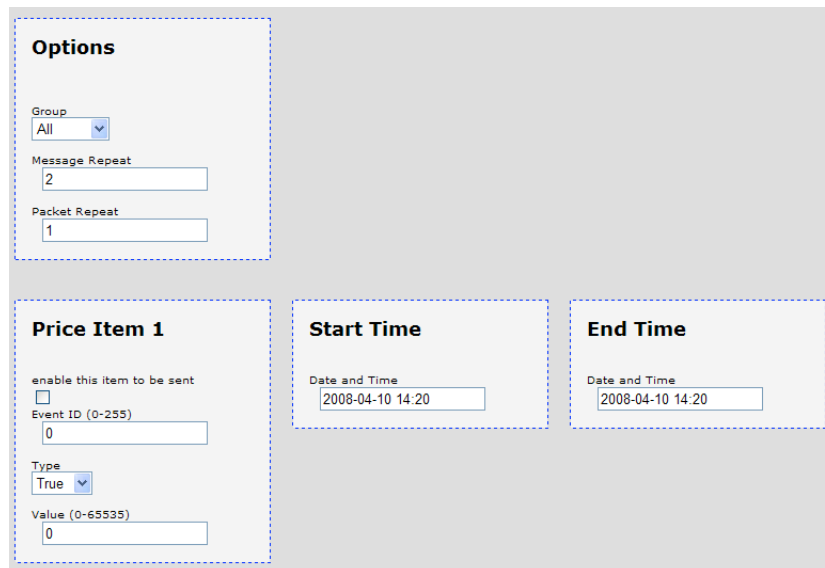 Options
Group
All
Message Repeat
2
Packet Repeat
1
Price Item 1
enable this item to be sent
Event ID (0-255)
0
Type
True
Value (0-65535)
0
Start Time
Date and Time
2008-04-10 14:20
End Time
Date and Time
2008-04-10 14:20